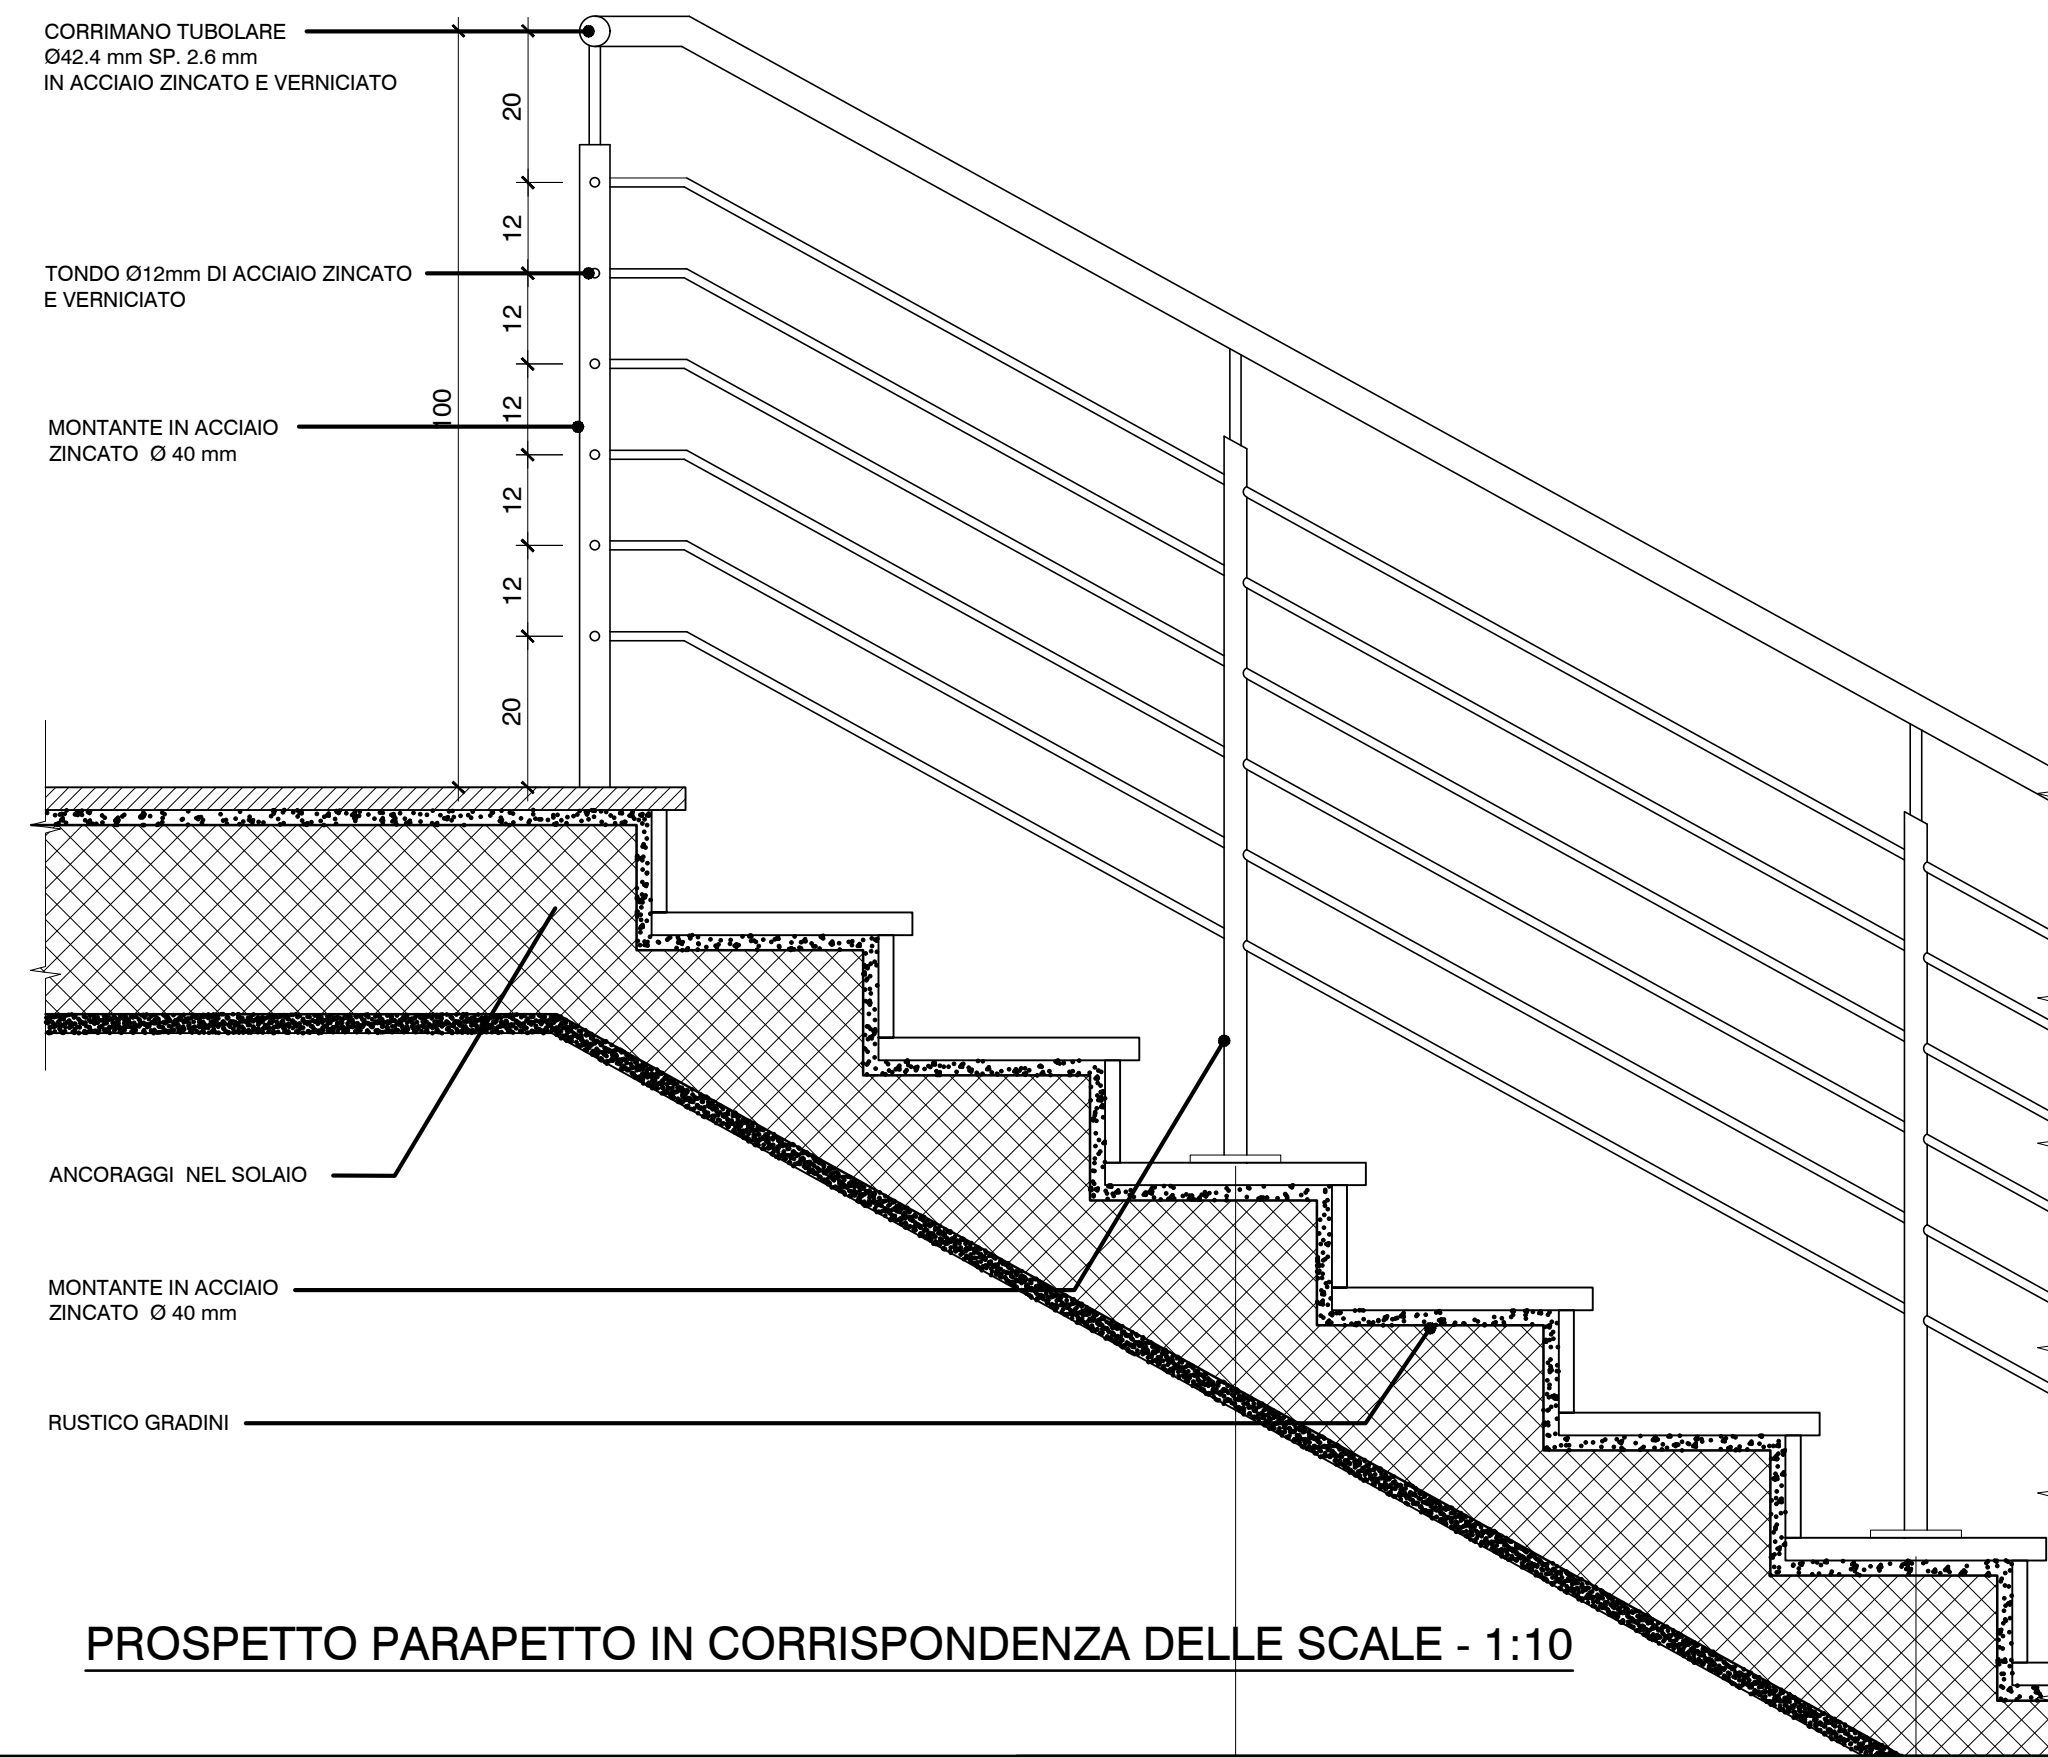 CORRIMANO TUBOLARE
Ø42.4 mm SP. 2.6 mm
IN ACCIAIO ZINCATO E VERNICIATO
20
12
TONDO Ø12mm DI ACCIAIO ZINCATO
E VERNICIATO
12
100
12
MONTANTE IN ACCIAIO
ZINCATO Ø 40 mm
12
12
20
ANCORAGGI NEL SOLAIO
MONTANTE IN ACCIAIO
ZINCATO Ø 40 mm
RUSTICO GRADINI
PROSPETTO PARAPETTO IN CORRISPONDENZA DELLE SCALE - 1:10